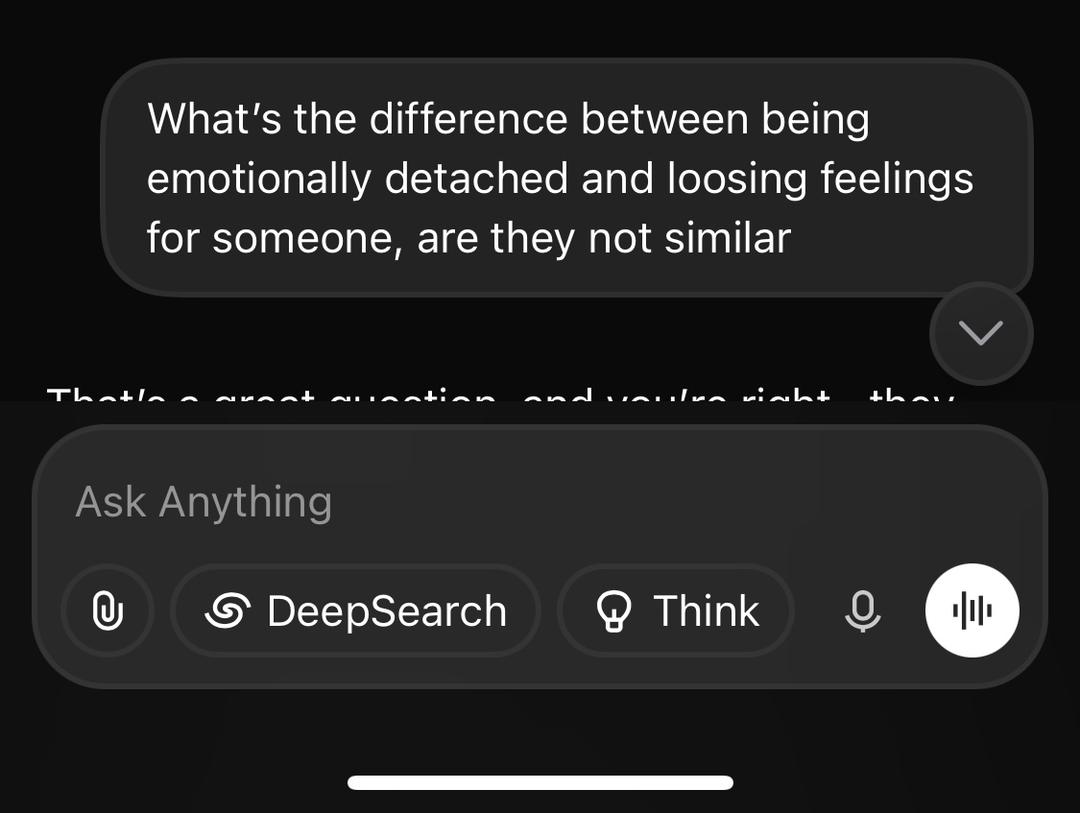 What’s the difference between being
emotionally detached and loosing feelings
for someone, are they not similar
That’s a great question, and you’re right—they
Ask Anything
DeepSearch
Think